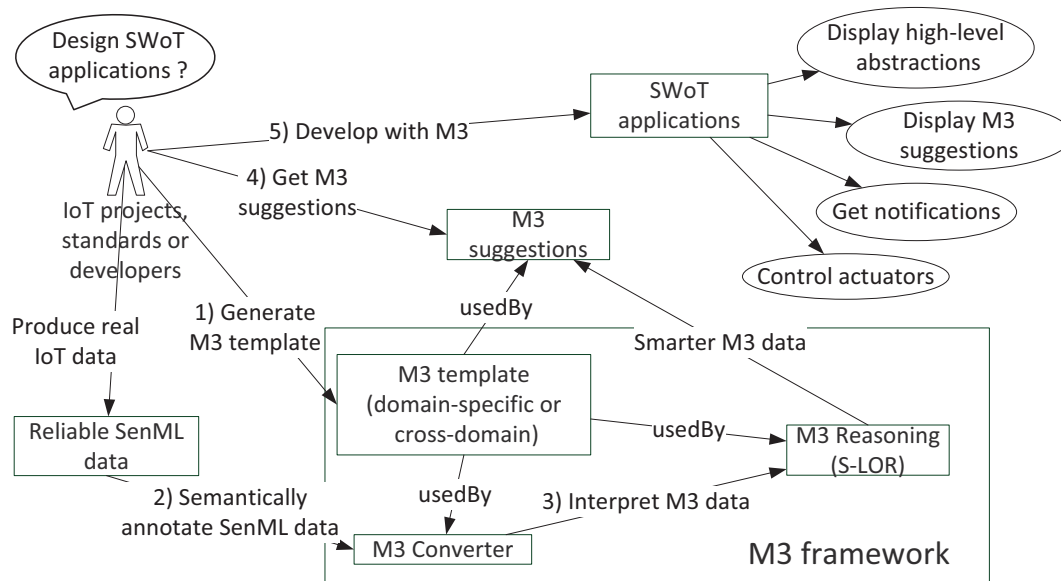 Design SWoT
applications ?
Display high-level
abstractions
SWoT
applications
5) Develop with M3
Display M3
suggestions
4) Get M3
suggestions
IoT projects,
standards or
developers
M3
suggestions
Get notifications
Control actuators
usedBy
1) Generate
M3 template
Produce real
IoT data
Smarter M3 data
M3 template
(domain-specific or
cross-domain)
Reliable SenML
data
usedBy
M3 Reasoning
(S-LOR)
usedBy
2) Semantically
annotate SenML data
3) Interpret M3 data
M3 Converter
M3 framework